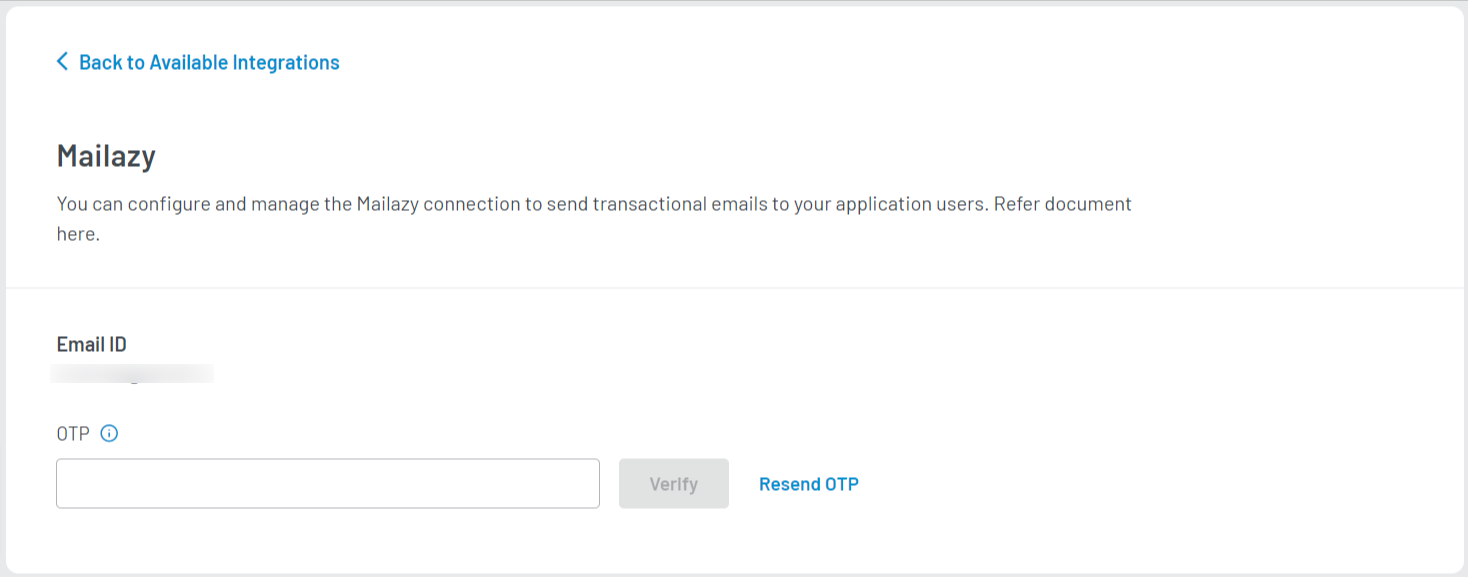 Back to Available Integrations
Mailazy
You can configure and manage the Mailazy connection to send transactional emails to your application users. Refer document
here.
Email ID
OTP
Verify
Resend OTP